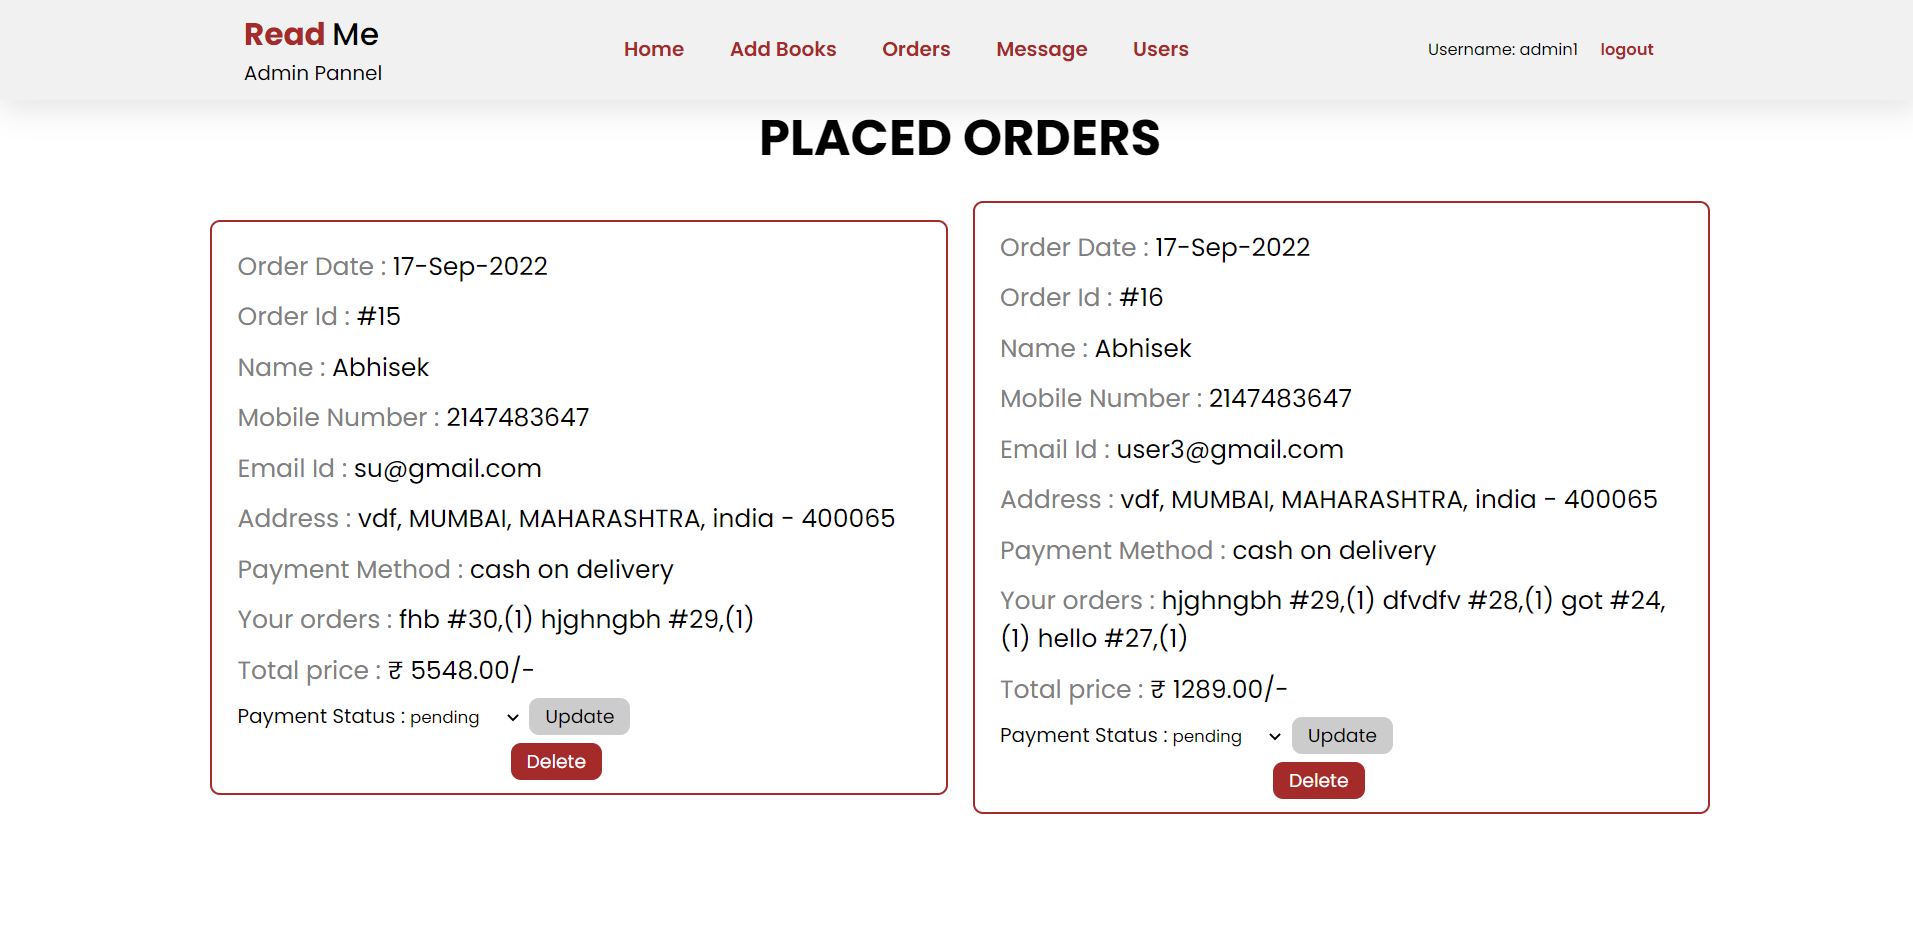 Read Me
Admin Pannel
Home Add Books Orders Message Users
Username: admin1 logout
PLACED ORDERS
Order Date : 17-Sep-2022
Order Id : #15
Name : Abhisek
Mobile Number : 2147483647
Email Id : su@gmail.com
Address : vdf, MUMBAI, MAHARASHTRA, india - 400065
Payment Method : cash on delivery
Your orders : fhb #30,(1) hjghngbh #29,(1)
Total price : ₹ 5548.00/-
Payment Status : pending Update
Delete
Order Date : 17-Sep-2022
Order Id : #16
Name : Abhisek
Mobile Number : 2147483647
Email Id : user3@gmail.com
Address : vdf, MUMBAI, MAHARASHTRA, india - 400065
Payment Method : cash on delivery
Your orders : hjghngbh #29,(1) dfvdfv #28,(1) got #24,
(1) hello #27,(1)
Total price : ₹ 1289.00/-
Payment Status : pending Update
Delete